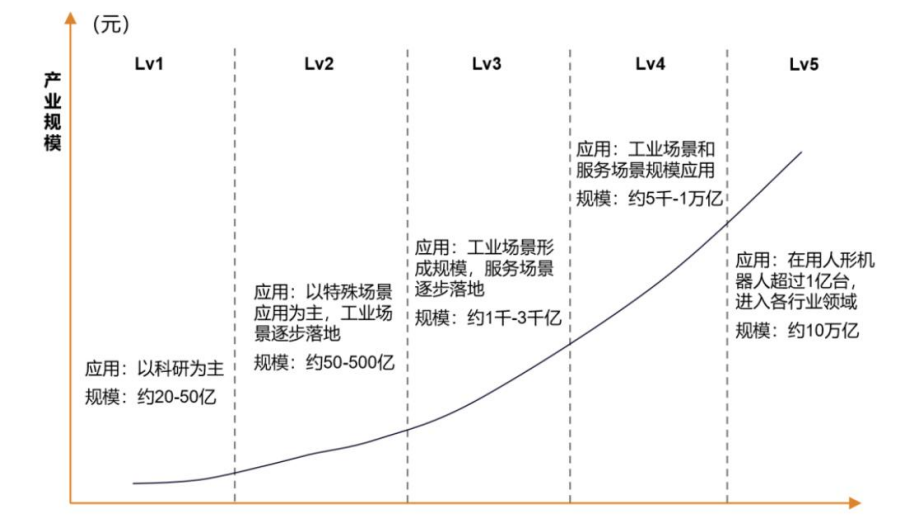 (元)
产业规模
Lv1
Lv2
Lv3
Lv4
Lv5
应用：以科研为主
规模：约20-50亿
应用：以特殊场景
应用为主，工业场
景逐步落地
规模：约50-500亿
应用：工业场景形
成规模，服务场景
逐步落地
规模：约1千-3千亿
应用：工业场景和
服务场景规模应用
规模：约5千-1万亿
应用：在用人形机
器人超过1亿台，
进入各行业领域
规模：约10万亿